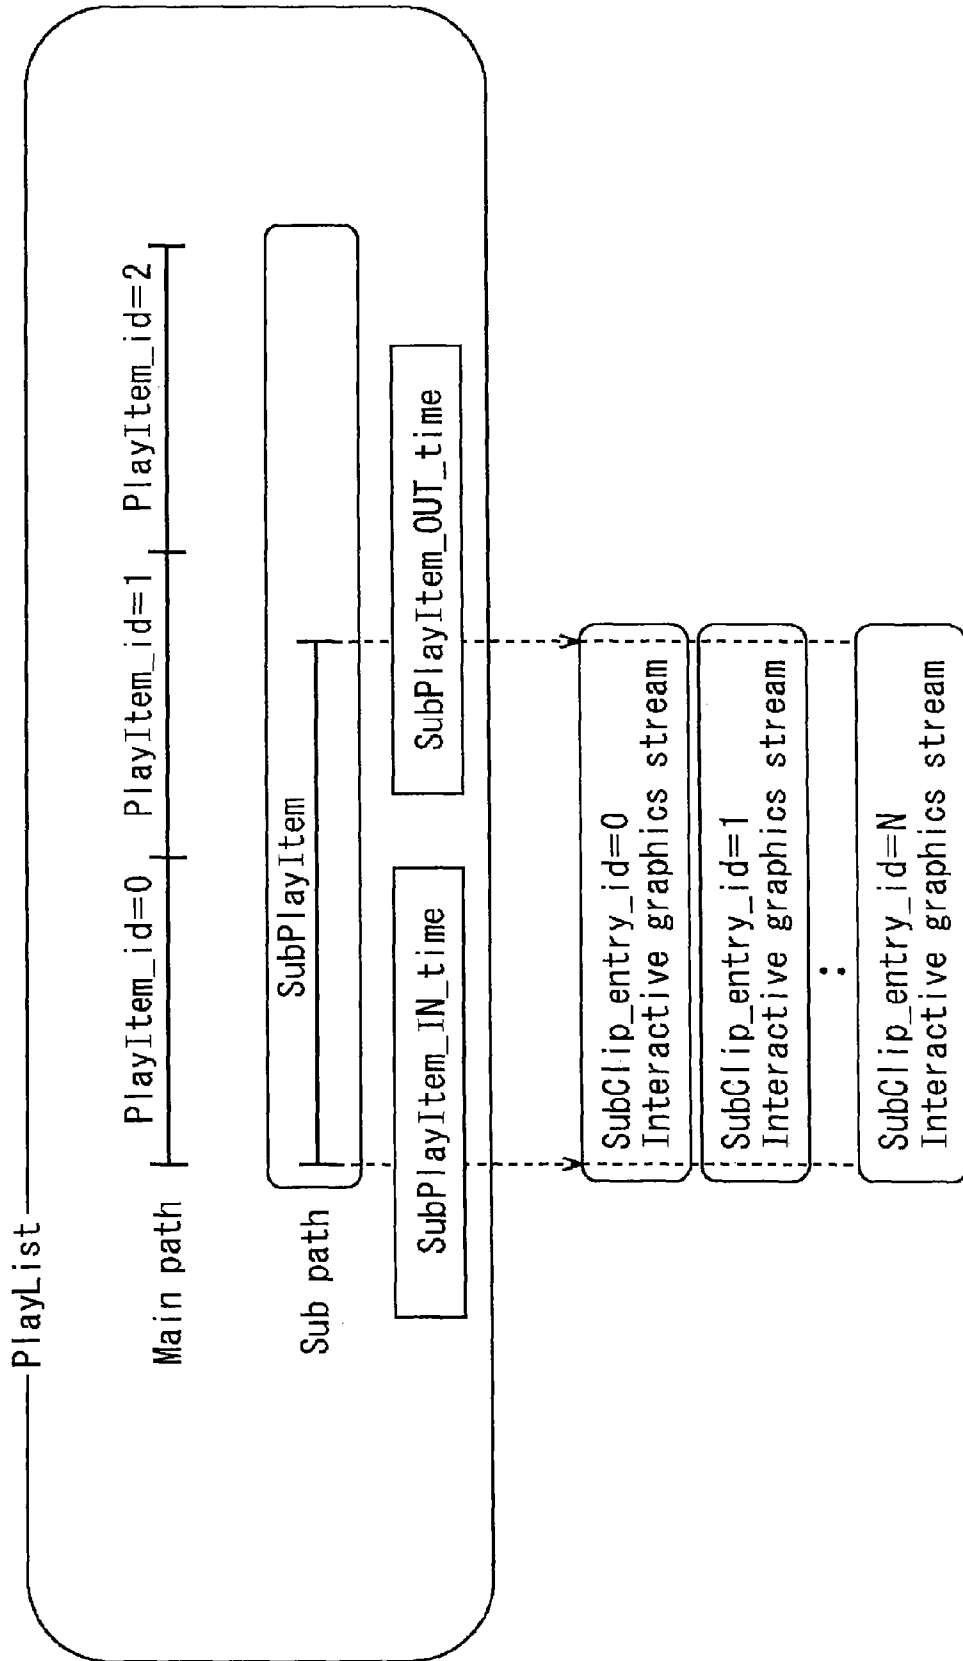 PlayList
PlayItem_id=0 PlayItem_id=1 PlayItem_id=2
Main path
SubPlayItem
Sub path
SubPlayItem_IN_time SubPlayItem_OUT_time
SubClip_entry_id=0
Interactive graphics stream
SubClip_entry_id=1
Interactive graphics stream
:
SubClip_entry_id=N
Interactive graphics stream